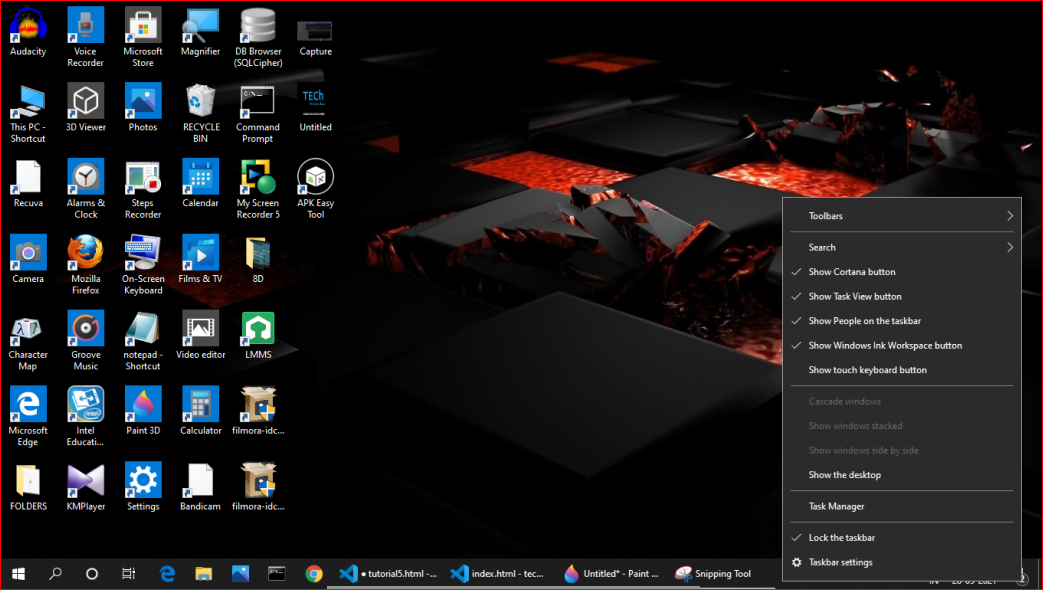 Audacity
Voice
Recorder
Microsoft
Store
Magnifier
DB Browser
(SQLCipher)
Capture
This PC -
Shortcut
3D Viewer
Photos
RECYCLE
BIN
Command
Prompt
TECH
Untitled
Recuva
Alarms &
Clock
Steps
Recorder
Calendar
My Screen
Recorder 5
APK Easy
Tool
Camera
Mozilla
Firefox
On-Screen
Keyboard
Films & TV
8D
Character
Map
Groove
Music
notepad -
Shortcut
Video editor
LMMS
Microsoft
Edge
intel
Intel
Educati...
Paint 3D
Calculator
filmora-idc...
FOLDERS
KMPlayer
Settings
Bandicam
filmora-idc...
Toolbars
Search
Show Cortana button
Show Task View button
Show People on the taskbar
Show Windows Ink Workspace button
Show touch keyboard button
Cascade windows
Show windows stacked
Show windows side by side
Show the desktop
Task Manager
Lock the taskbar
Taskbar settings
• tutorial5.html -...
index.html - tec...
Untitled* - Paint ...
Snipping Tool
2